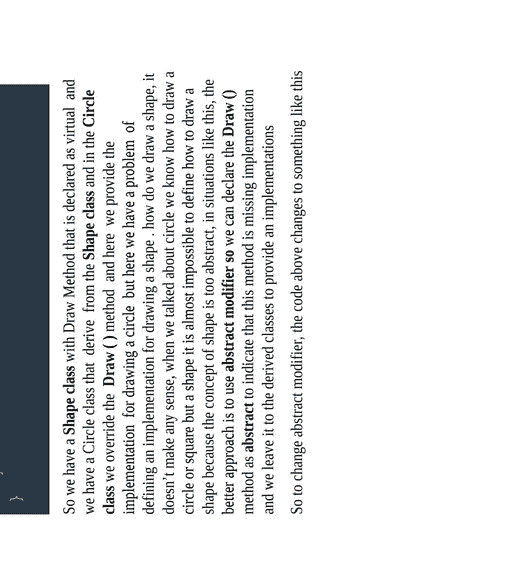 }
So we have a Shape class with Draw Method that is declared as virtual and
we have a Circle class that derive from the Shape class and in the Circle
class we override the Draw ( ) method and here we provide the
implementation for drawing a circle but here we have a problem of
defining an implementation for drawing a shape . how do we draw a shape, it
doesn't make any sense, when we talked about circle we know how to draw a
circle or square but a shape it is almost impossible to define how to draw a
shape because the concept of shape is too abstract, in situations like this, the
better approach is to use abstract modifier so we can declare the Draw ()
method as abstract to indicate that this method is missing implementation
and we leave it to the derived classes to provide an implementations
So to change abstract modifier, the code above changes to something like this